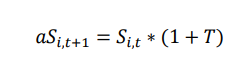 aS_{i,t+1} = S_{i,t} * (1 + T)